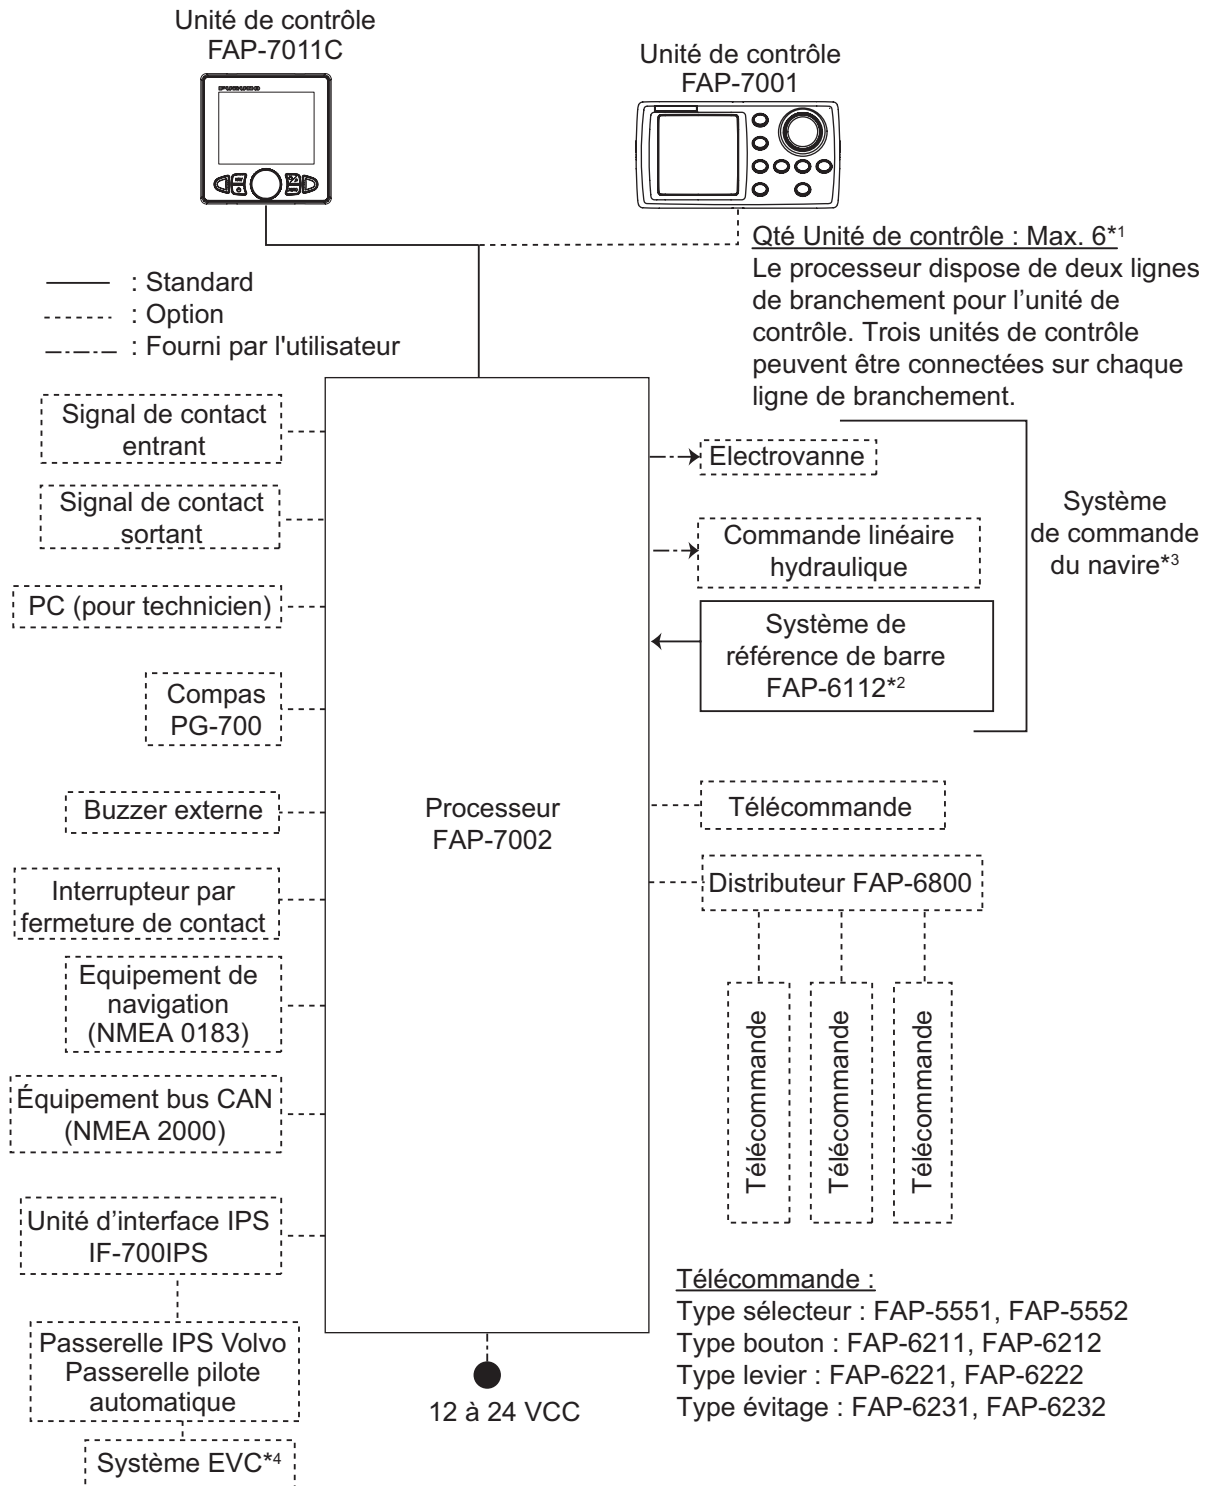 Unité de contrôle
FAP-7011C
Unité de contrôle
FAP-7001
FURUNO
Qté Unité de contrôle : Max. 6*1
Le processeur dispose de deux lignes
de branchement pour l’unité de
contrôle. Trois unités de contrôle
peuvent être connectées sur chaque
ligne de branchement.
: Standard
: Option
: Fourni par l'utilisateur
Signal de contact
entrant
Signal de contact
sortant
PC (pour technicien)
Compas
PG-700
Buzzer externe
Interrupteur par
fermeture de contact
Equipement de
navigation
(NMEA 0183)
Équipement bus CAN
(NMEA 2000)
Unité d’interface IPS
IF-700IPS
Passerelle IPS Volvo
Passerelle pilote
automatique
Système EVC*4
Processeur
FAP-7002
12 à 24 VCC
Electrovanne
Commande linéaire
hydraulique
Système de
référence de barre
FAP-6112*2
Système
de commande
du navire*3
Télécommande
Distributeur FAP-6800
Télécommande
Télécommande
Télécommande
Télécommande :
Type sélecteur : FAP-5551, FAP-5552
Type bouton : FAP-6211, FAP-6212
Type levier : FAP-6221, FAP-6222
Type évitage : FAP-6231, FAP-6232